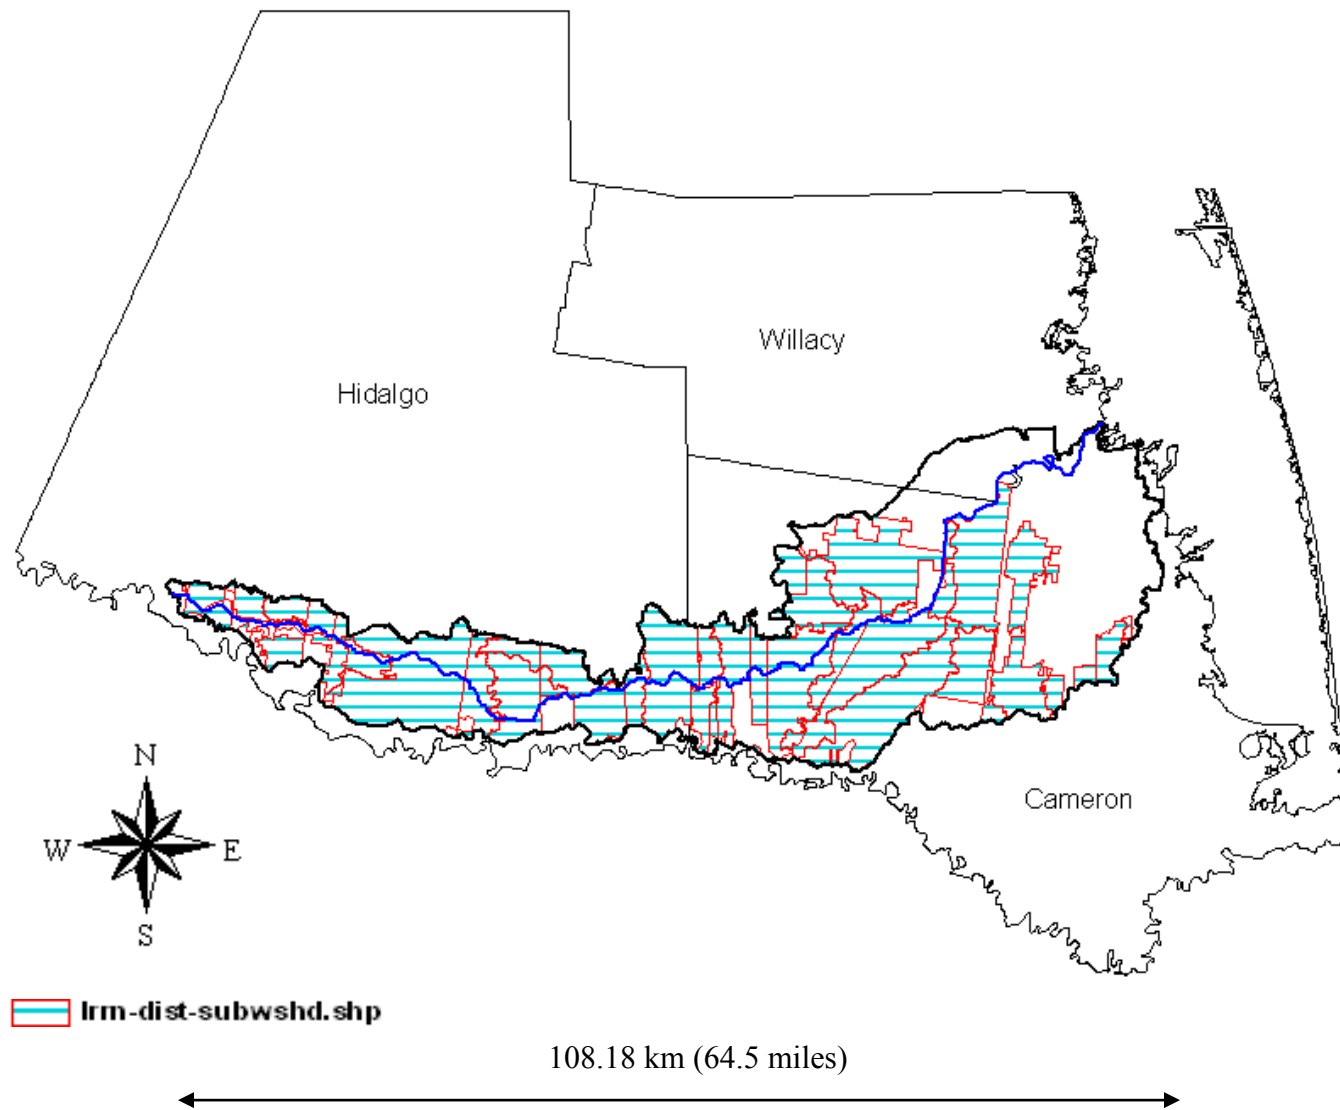 Willacy
Hidalgo
N
Cameron
W E
S
lrm-dist-subwshd.shp
108.18 km (64.5 miles)